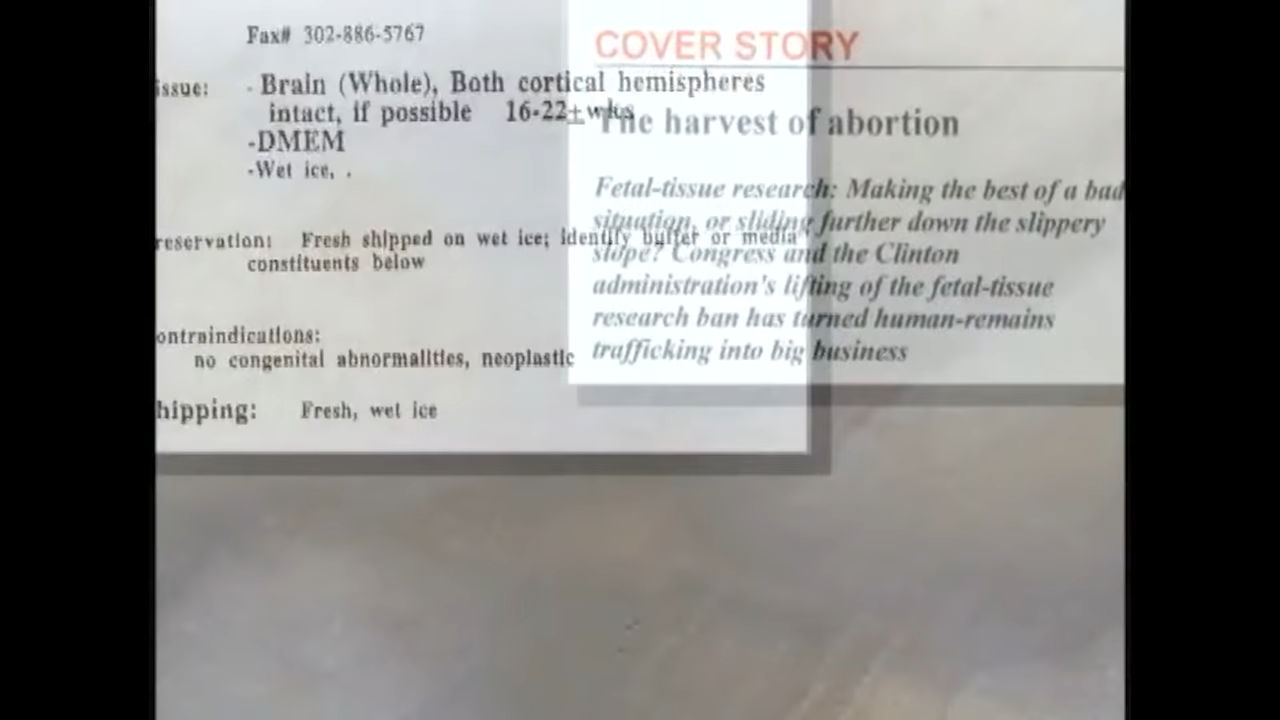 Fax# 302-886-5767
issue: - Brain (Whole), Both cortical hemispheres
intact, if possible 16-22± wks
-DMEM
-Wet ice, .
reservation: Fresh shipped on wet ice; identify buffer or media
constituents below
ontraindications:
no congenital abnormalities, neoplastic
hipping: Fresh, wet ice
COVER STORY
The harvest of abortion
Fetal-tissue research: Making the best of a bad
situation, or sliding further down the slippery
slope? Congress and the Clinton
administration's lifting of the fetal-tissue
research ban has turned human-remains
trafficking into big business